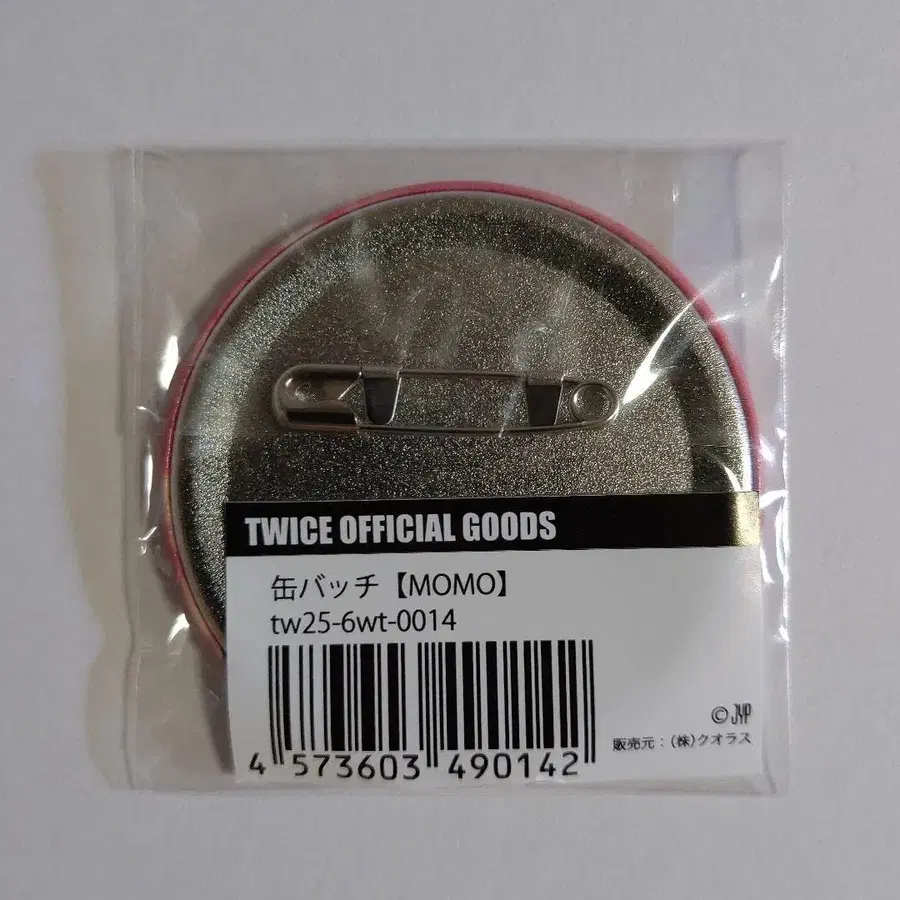 TWICE OFFICIAL GOODS
缶バッチ【MOMO】
tw25-6wt-0014
4 573603 490142
© JYP
販売元：（株）クオラス